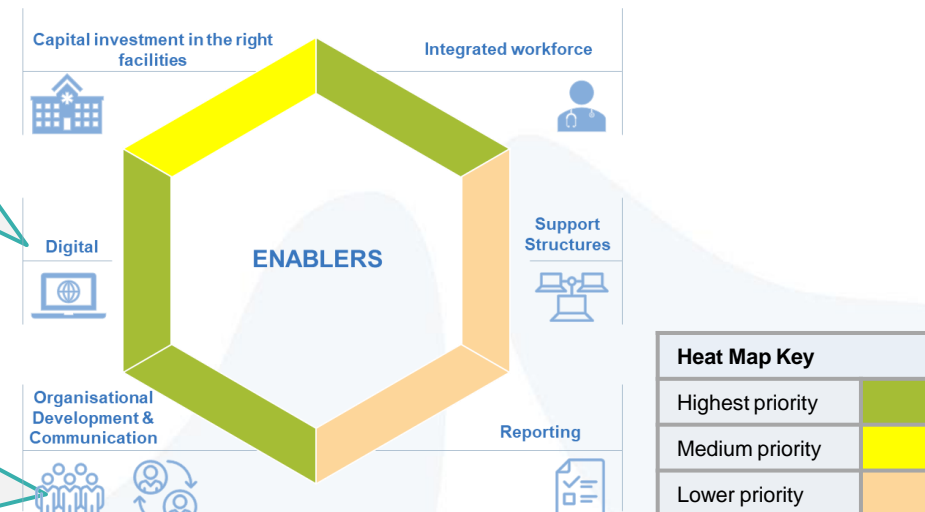 Capital investment in the right
facilities
Integrated workforce
Digital
ENABLERS
Support
Structures
Organisational
Development &
Communication
Reporting
Heat Map Key
Highest priority
Medium priority
Lower priority